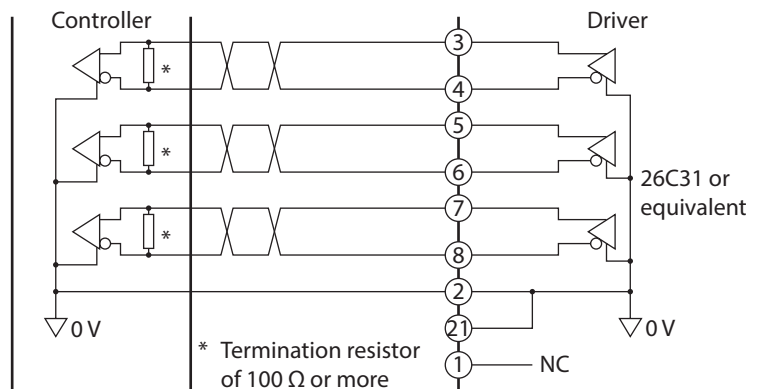 Controller
Driver
3
*
4
5
*
6
26C31 or
equivalent
7
*
8
2
0 V
21
0 V
* Termination resistor
of 100 Ω or more
1
NC